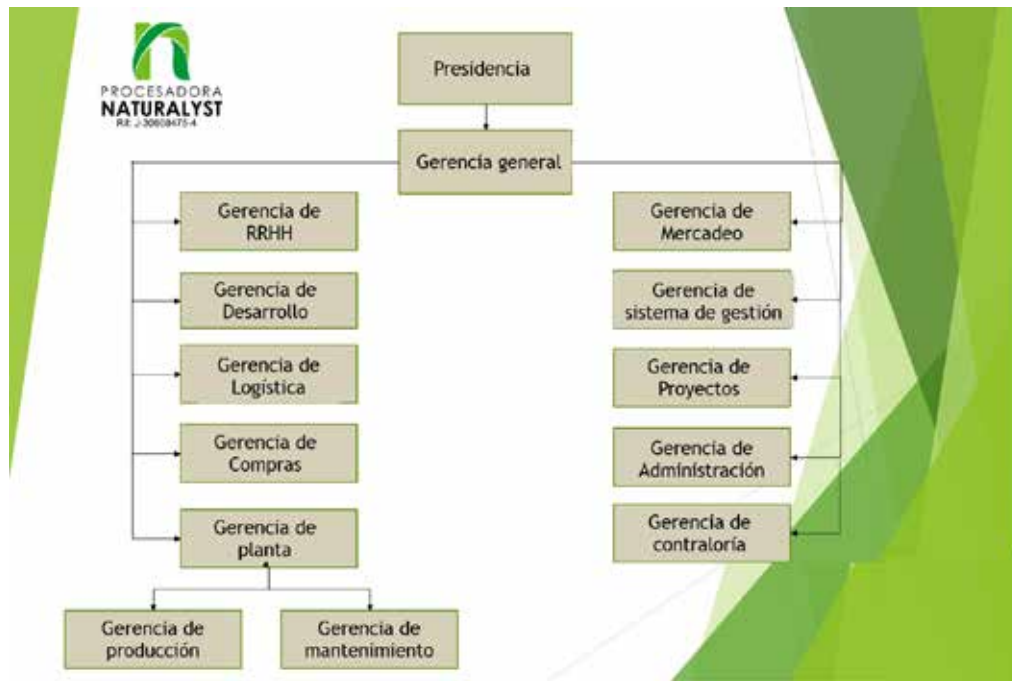 PROCESADORA
NATURALYST
Presidencia
Gerencia general
Gerencia de
RRHH
Gerencia de
Desarrollo
Gerencia de
Logística
Gerencia de
Compras
Gerencia de
planta
Gerencia de
producción
Gerencia de
mantenimiento
Gerencia de
Mercadeo
Gerencia de
sistema de gestión
Gerencia de
Proyectos
Gerencia de
Administración
Gerencia de
contraloría